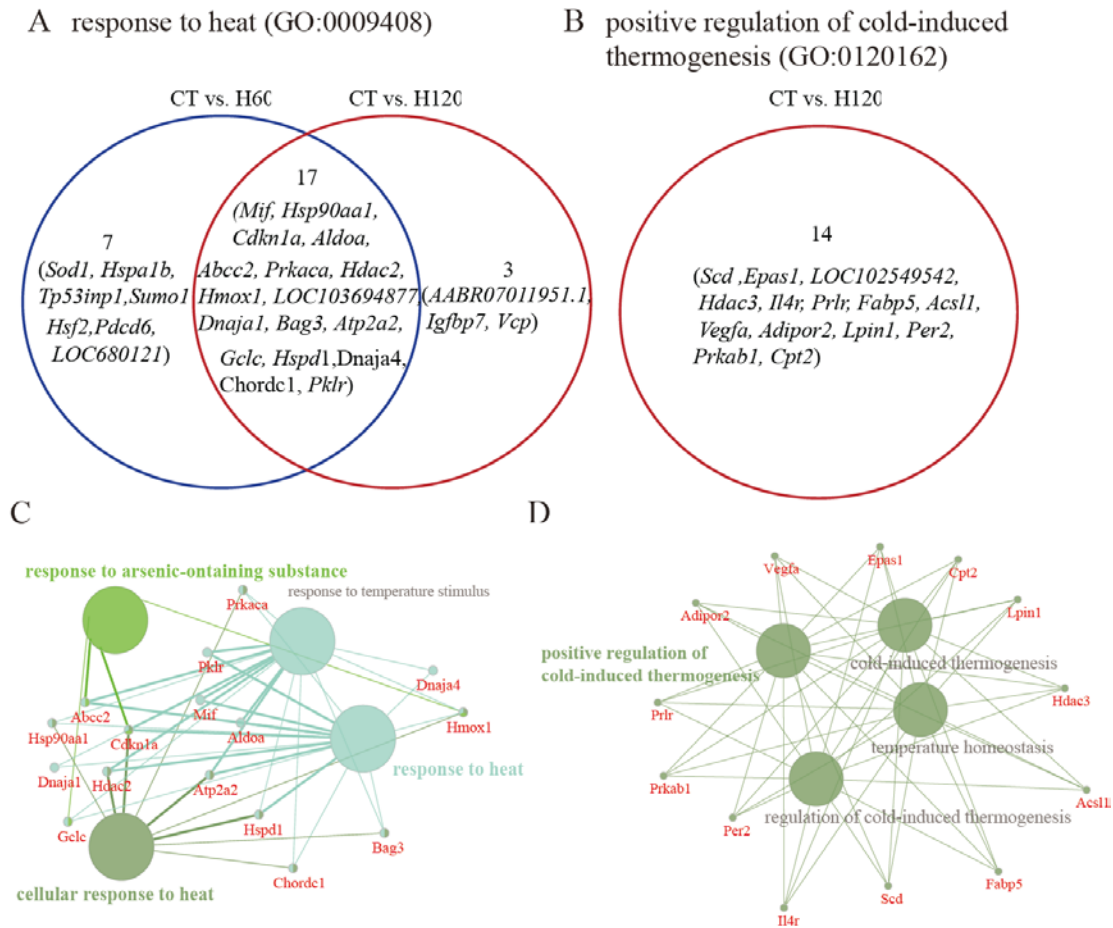 A response to heat (GO:0009408)
CT vs. H60
CT vs. H120
17
(Mif, Hsp90aa1,
Cdkn1a, Aldoa,
Abcc2, Prkaca, Hdac2,
Hmox1, LOC103694877,
Dnaja1, Bag3, Atp2a2,
Gclc, Hspd1,Dnaja4,
Chordc1, Pklr)
7
(Sod1, Hspa1b,
Tp53inp1,Sumo1
Hsf2,Pdcd6,
LOC680121)
3
(AABR07011951.1,
Igfbp7, Vcp)
B positive regulation of cold-induced
thermogenesis (GO:0120162)
CT vs. H120
14
(Scd ,Epas1, LOC102549542,
Hdac3, Il4r, Prlr, Fabp5, Acsl1,
Vegfa, Adipor2, Lpin1, Per2,
Prkab1, Cpt2)
C
response to arsenic-ontaining substance
response to temperature stimulus
Prkaca
Pklr
Dnaja4
Abcc2
Mif
Hmox1
Hsp90aa1
Cdkn1a
Aldoa
Dnaja1
Hdac2
Atp2a2
response to heat
Gclc
Hspd1
Bag3
Chordc1
cellular response to heat
D
Vegfa
Epas1
Cpt2
Adipor2
Lpin1
positive regulation of
cold-induced thermogenesis
cold-induced thermogenesis
Hdac3
Prlr
temperature homeostasis
Prkab1
Acsl1
Per2
regulation of cold-induced thermogenesis
Fabp5
Scd
Il4r